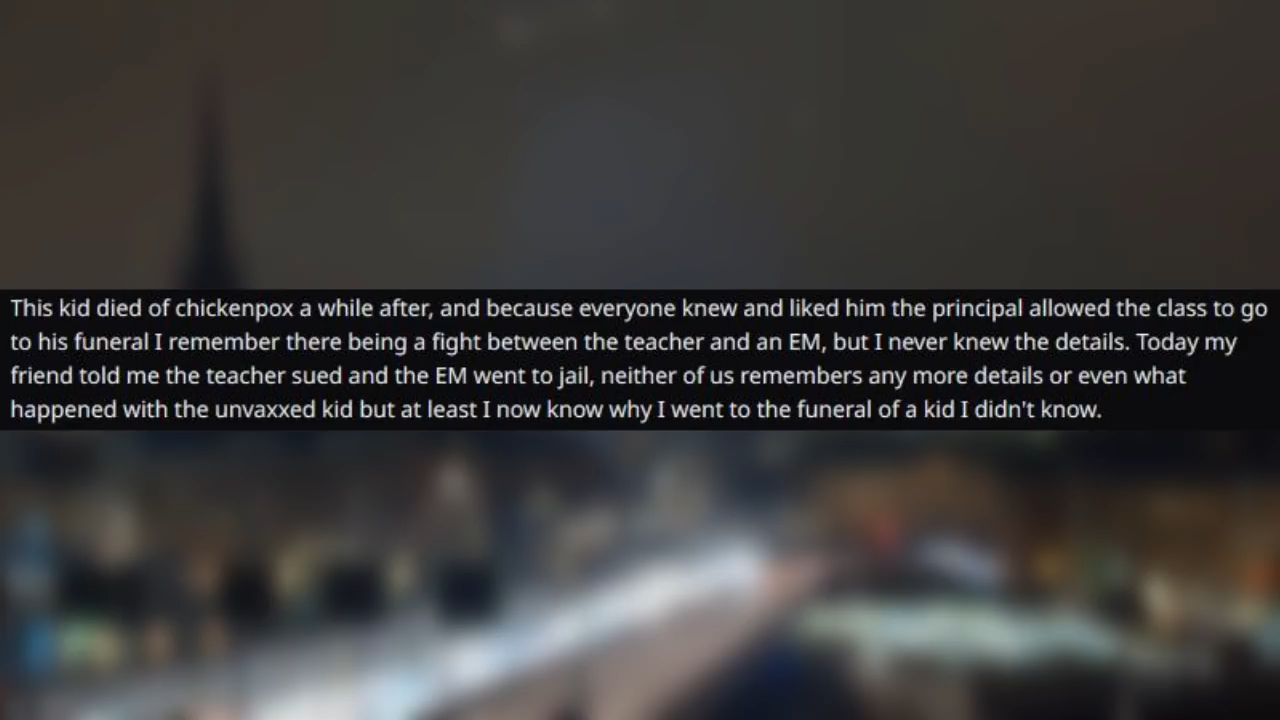 This kid died of chickenpox a while after, and because everyone knew and liked him the principal allowed the class to go
to his funeral I remember there being a fight between the teacher and an EM, but I never knew the details. Today my
friend told me the teacher sued and the EM went to jail, neither of us remembers any more details or even what
happened with the unvaxxed kid but at least I now know why I went to the funeral of a kid I didn't know.